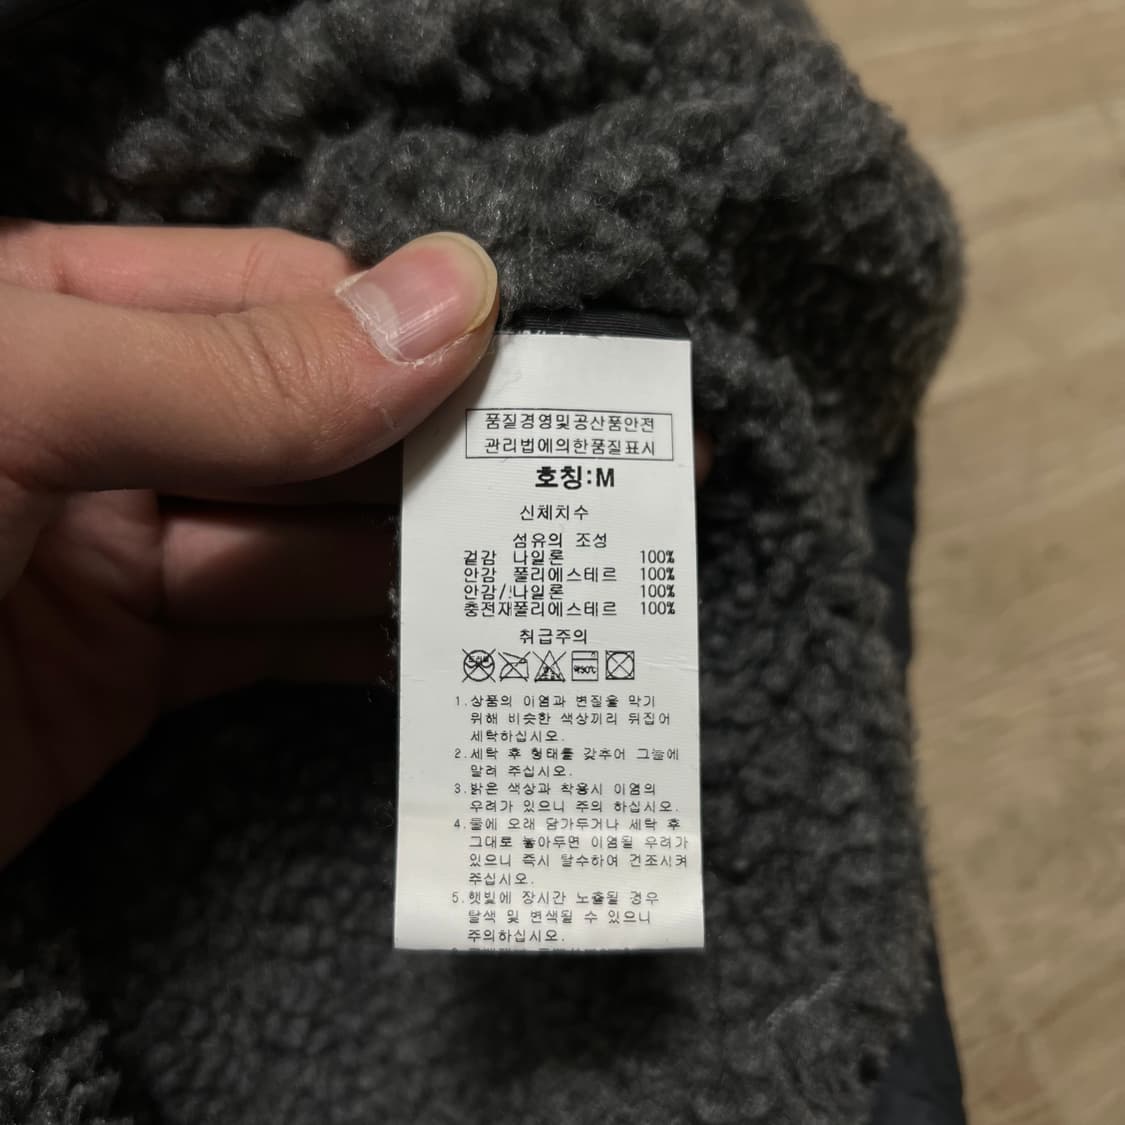 품질경영및공산품안전
관리법에의한품질표시
호칭:M
신체치수
섬유의 조성
겉감 나일론 100%
안감 폴리에스테르 100%
안감/ 나일론 100%
충전재폴리에스테르 100%
취급주의
약30℃
1.상품의 이염과 변질을 막기
위해 비슷한 색상끼리 뒤집어
세탁하십시오.
2.세탁 후 형태를 갖추어 그늘에
말려 주십시오.
3.밝은 색상과 착용시 이염의
우려가 있으니 주의 하십시오.
4.물에 오래 담가두거나 세탁 후
그대로 놓아두면 이염될 우려가
있으니 즉시 탈수하여 건조시켜
주십시오.
5.햇빛에 장시간 노출될 경우
탈색 및 변색될 수 있으니
주의하십시오.